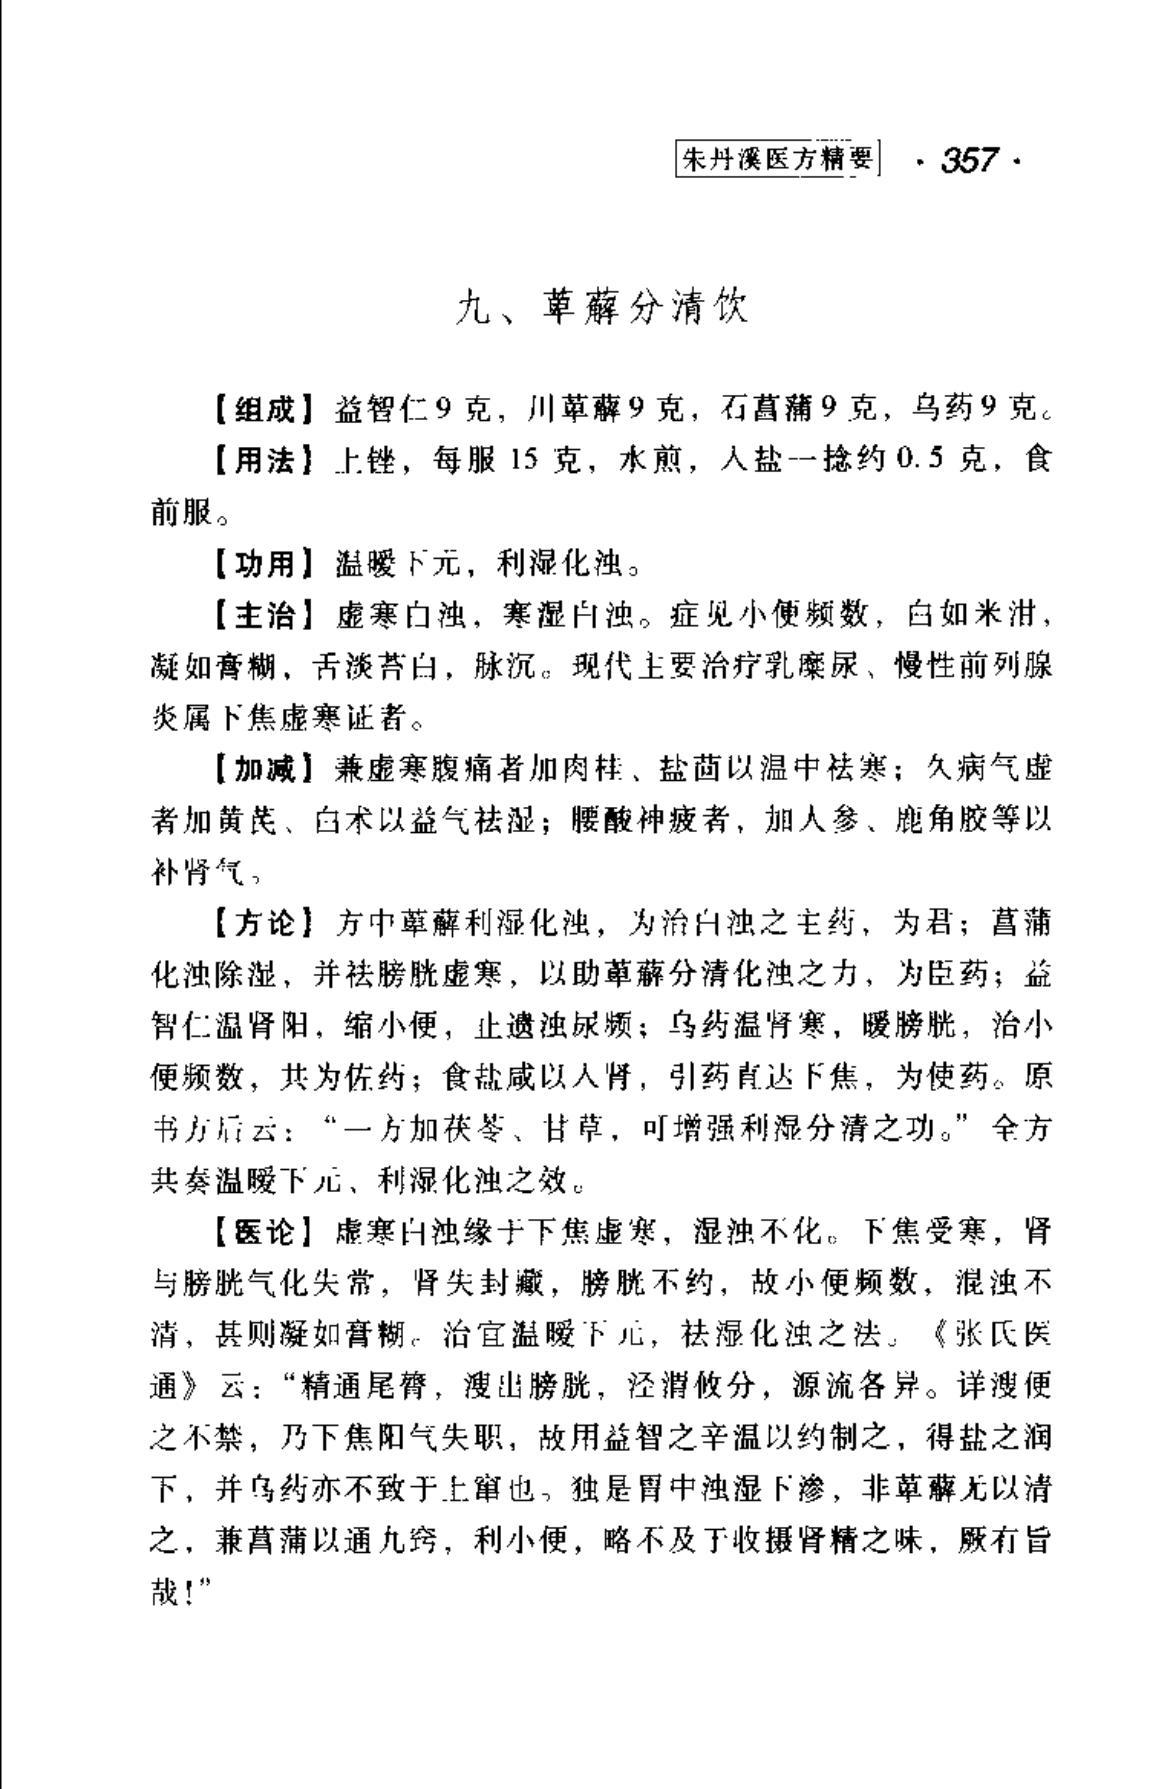 朱丹溪医方精要 · 357 ·
九、萆薢分清饮
【组成】 益智仁9 克，川萆薢9 克，石菖蒲9 克，乌药9 克。
【用法】 上锉，每服 15 克，水煎，入盐一捻约0.5 克，食
前服。
【功用】 温暖下元，利湿化浊。
【主治】 虚寒白浊，寒湿白浊。症见小便频数，白如米泔，
凝如膏糊，舌淡苔白，脉沉。现代主要治疗乳糜尿、慢性前列腺
炎属下焦虚寒证者。
【加减】 兼虚寒腹痛者加肉桂、盐茴以温中祛寒；久病气虚
者加黄芪、白术以益气祛湿；腰酸神疲者，加人参、鹿角胶等以
补肾气。
【方论】 方中萆薢利湿化浊，为治白浊之主药，为君；菖蒲
化浊除湿，并祛膀胱虚寒，以助萆薢分清化浊之力，为臣药；益
智仁温肾阳，缩小便，止遗浊尿频；乌药温肾寒，暖膀胱，治小
便频数，共为佐药；食盐咸以入肾，引药直达下焦，为使药。原
书方后云：“一方加茯苓、甘草，可增强利湿分清之功。”全方
共奏温暖下元、利湿化浊之效。
【医论】 虚寒白浊缘于下焦虚寒，湿浊不化。下焦受寒，肾
与膀胱气化失常，肾失封藏，膀胱不约，故小便频数，混浊不
清，甚则凝如膏糊。治宜温暖下元，祛湿化浊之法。《张氏医
通》云：“精通尾膂，溲出膀胱，泾渭攸分，源流各异。详溲便
之不禁，乃下焦阳气失职，故用益智之辛温以约制之，得盐之润
下，并乌药亦不致于上窜也。独是胃中浊湿下渗，非萆薢无以清
之，兼菖蒲以通九窍，利小便，略不及于收摄肾精之味，厥有旨
哉！”